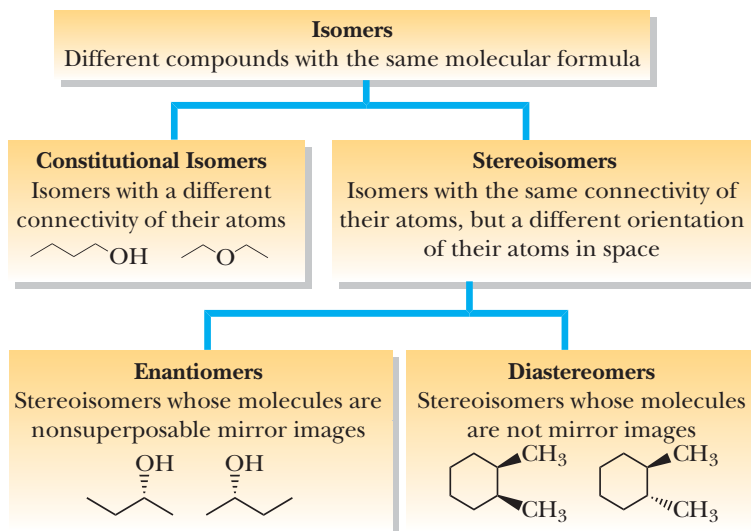 Isomers
Different compounds with the same molecular formula
Constitutional Isomers
Isomers with a different
connectivity of their atoms
OH
O
Stereoisomers
Isomers with the same connectivity of
their atoms, but a different orientation
of their atoms in space
Enantiomers
Stereoisomers whose molecules are
nonsuperposable mirror images
OH OH
Diastereomers
Stereoisomers whose molecules
are not mirror images
CH₃ CH₃
CH₃ CH₃